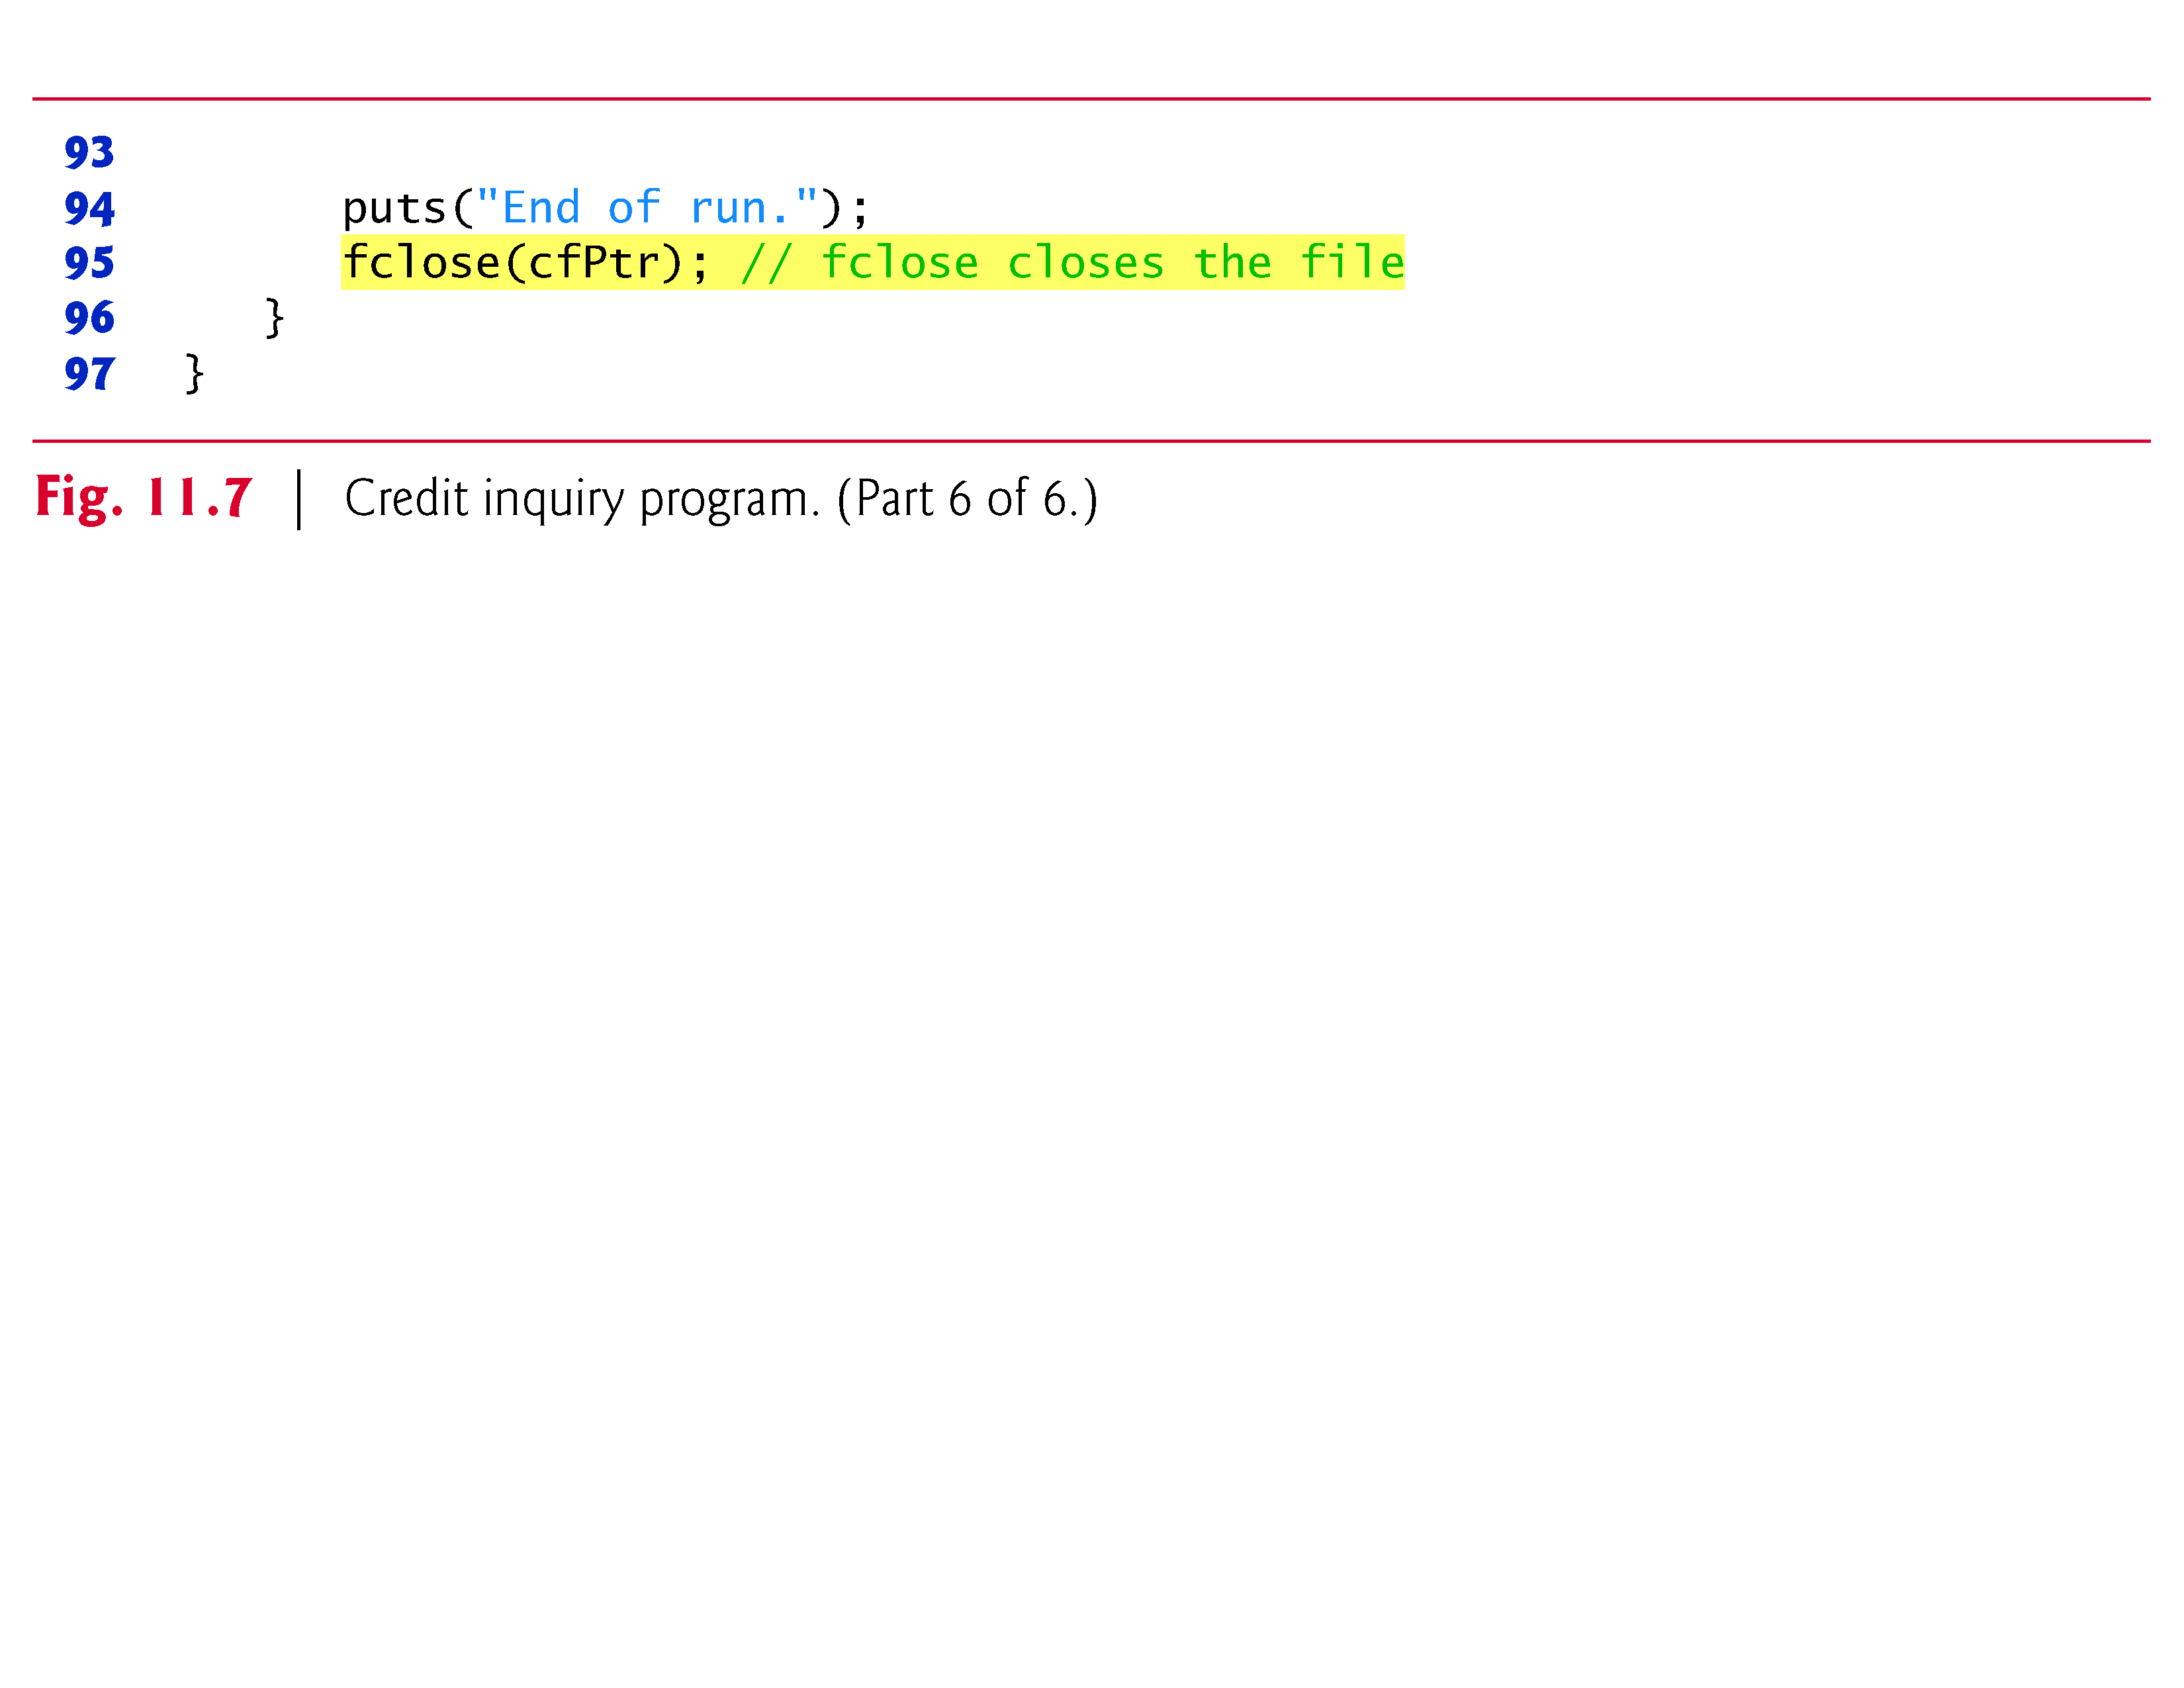 93
94 puts("End of run.");
95 fclose(cfPtr); // fclose closes the file
96 }
97 }
Fig. 11.7 | Credit inquiry program. (Part 6 of 6.)